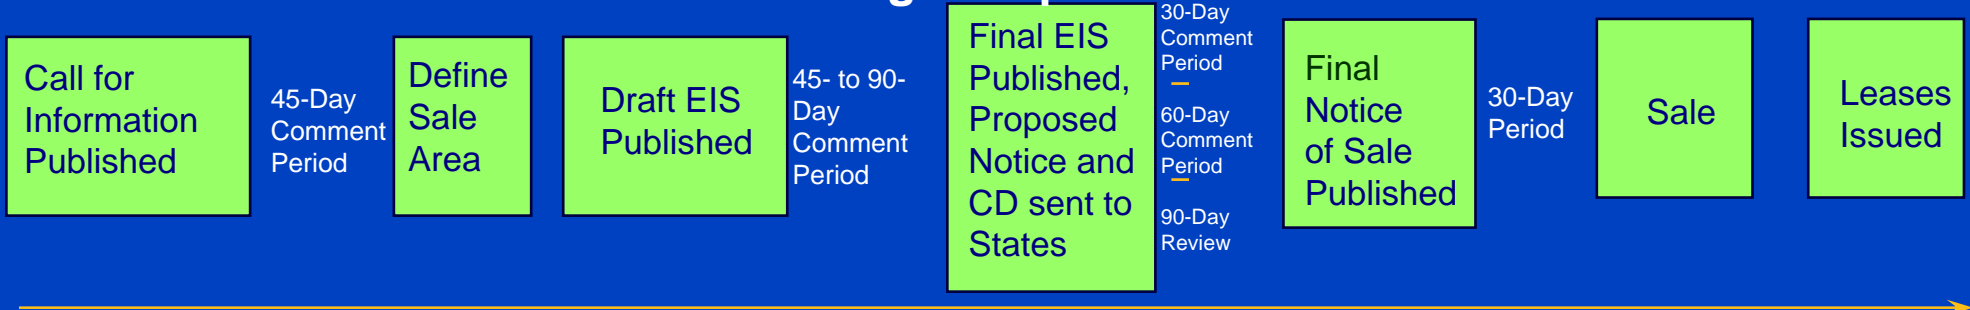 Call for
Information
Published
45-Day
Comment
Period
Define
Sale
Area
Draft EIS
Published
45- to 90-
Day
Comment
Period
Final EIS
Published,
Proposed
Notice and
CD sent to
States
30-Day
Comment
Period
60-Day
Comment
Period
90-Day
Review
Final
Notice
of Sale
Published
30-Day
Period
Sale
Leases
Issued